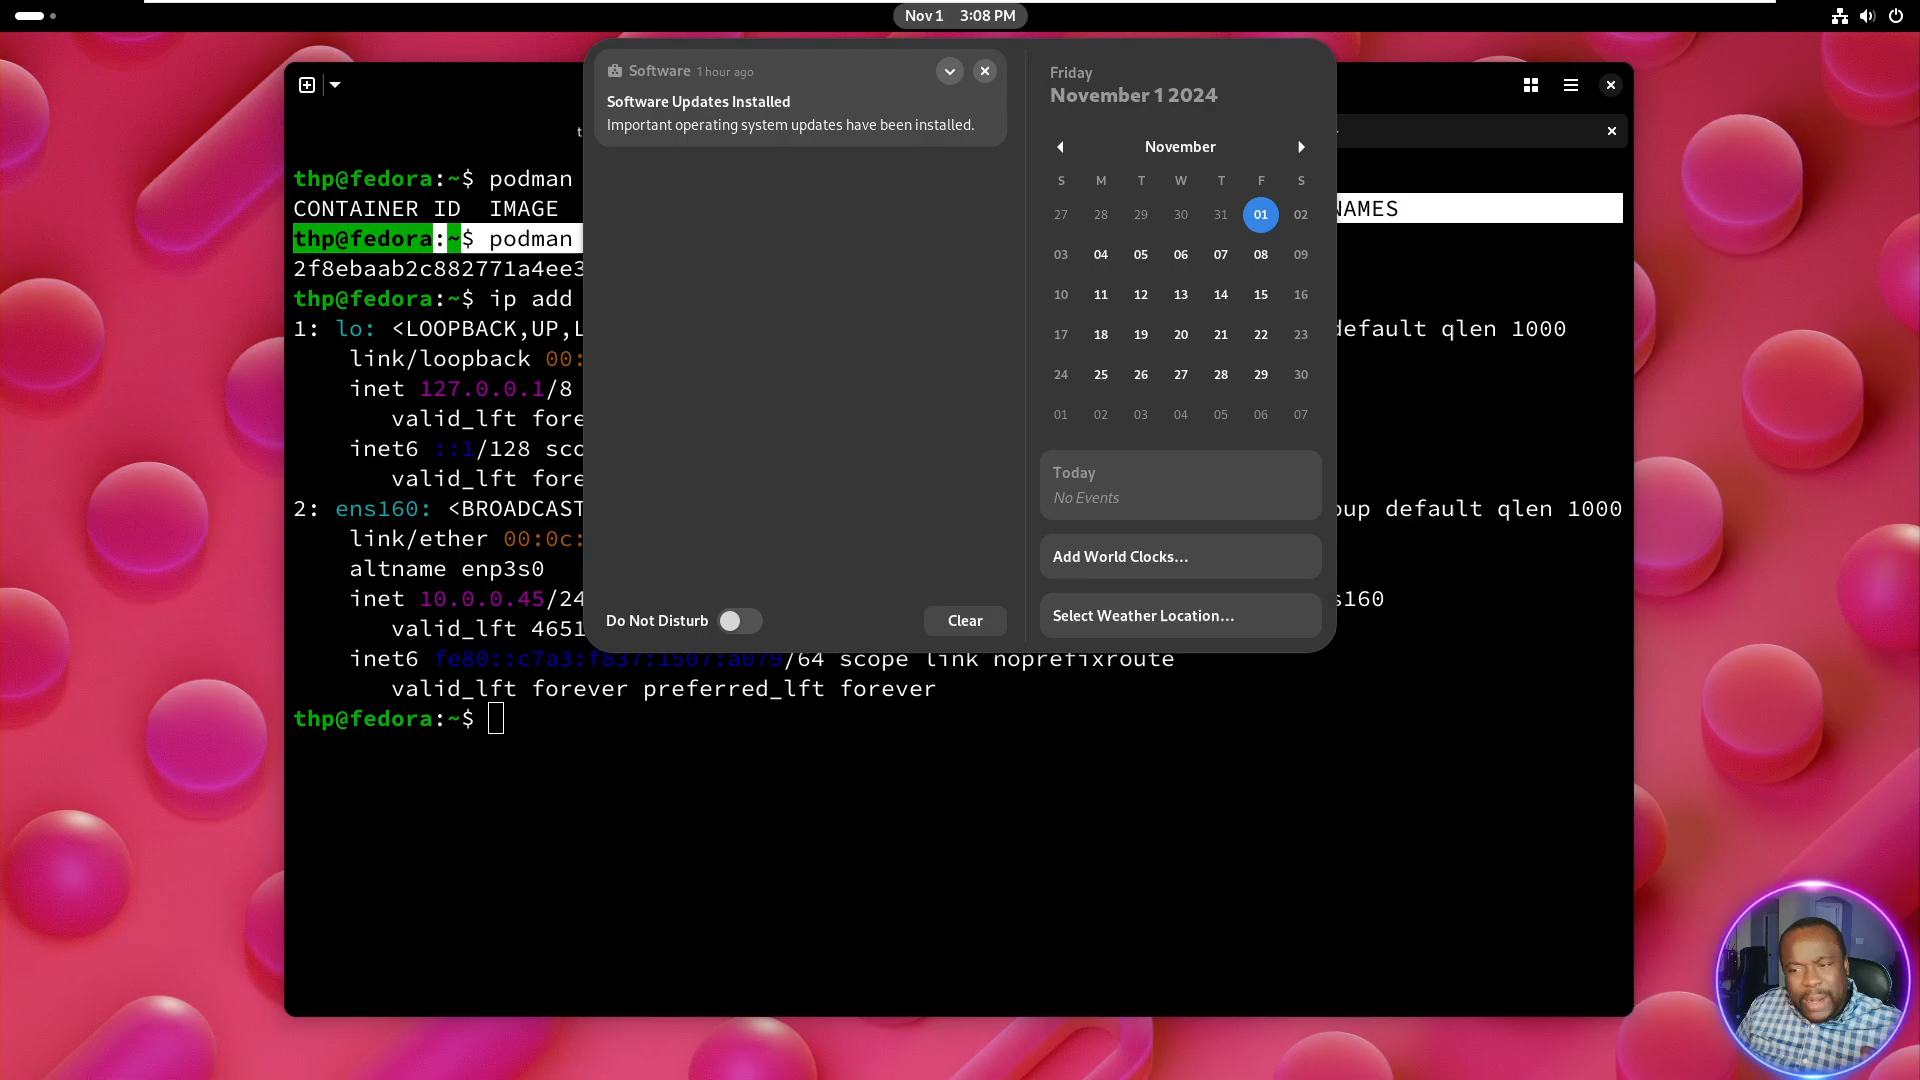 Nov 1 3:08 PM
Software 1 hour ago
Software Updates Installed
Important operating system updates have been installed.
Do Not Disturb
Clear
Friday
November 1 2024
November
S M T W T F S
27 28 29 30 31 01 02
03 04 05 06 07 08 09
10 11 12 13 14 15 16
17 18 19 20 21 22 23
24 25 26 27 28 29 30
01 02 03 04 05 06 07
Today
No Events
Add World Clocks…
Select Weather Location…
thp@fedora:~$ podman
CONTAINER ID IMAGE NAMES
thp@fedora:~$ podman
2f8ebaab2c882771a4ee3
thp@fedora:~$ ip add
1: lo: <LOOPBACK,UP,L default qlen 1000
link/loopback 00:
inet 127.0.0.1/8
valid_lft fore
inet6 ::1/128 sco
valid_lft fore
2: ens160: <BROADCAST oup default qlen 1000
link/ether 00:0c:
altname enp3s0
inet 10.0.0.45/24 s160
valid_lft 4651
inet6 fe80::c7a3:f837:1507:a079/64 scope link noprefixroute
valid_lft forever preferred_lft forever
thp@fedora:~$